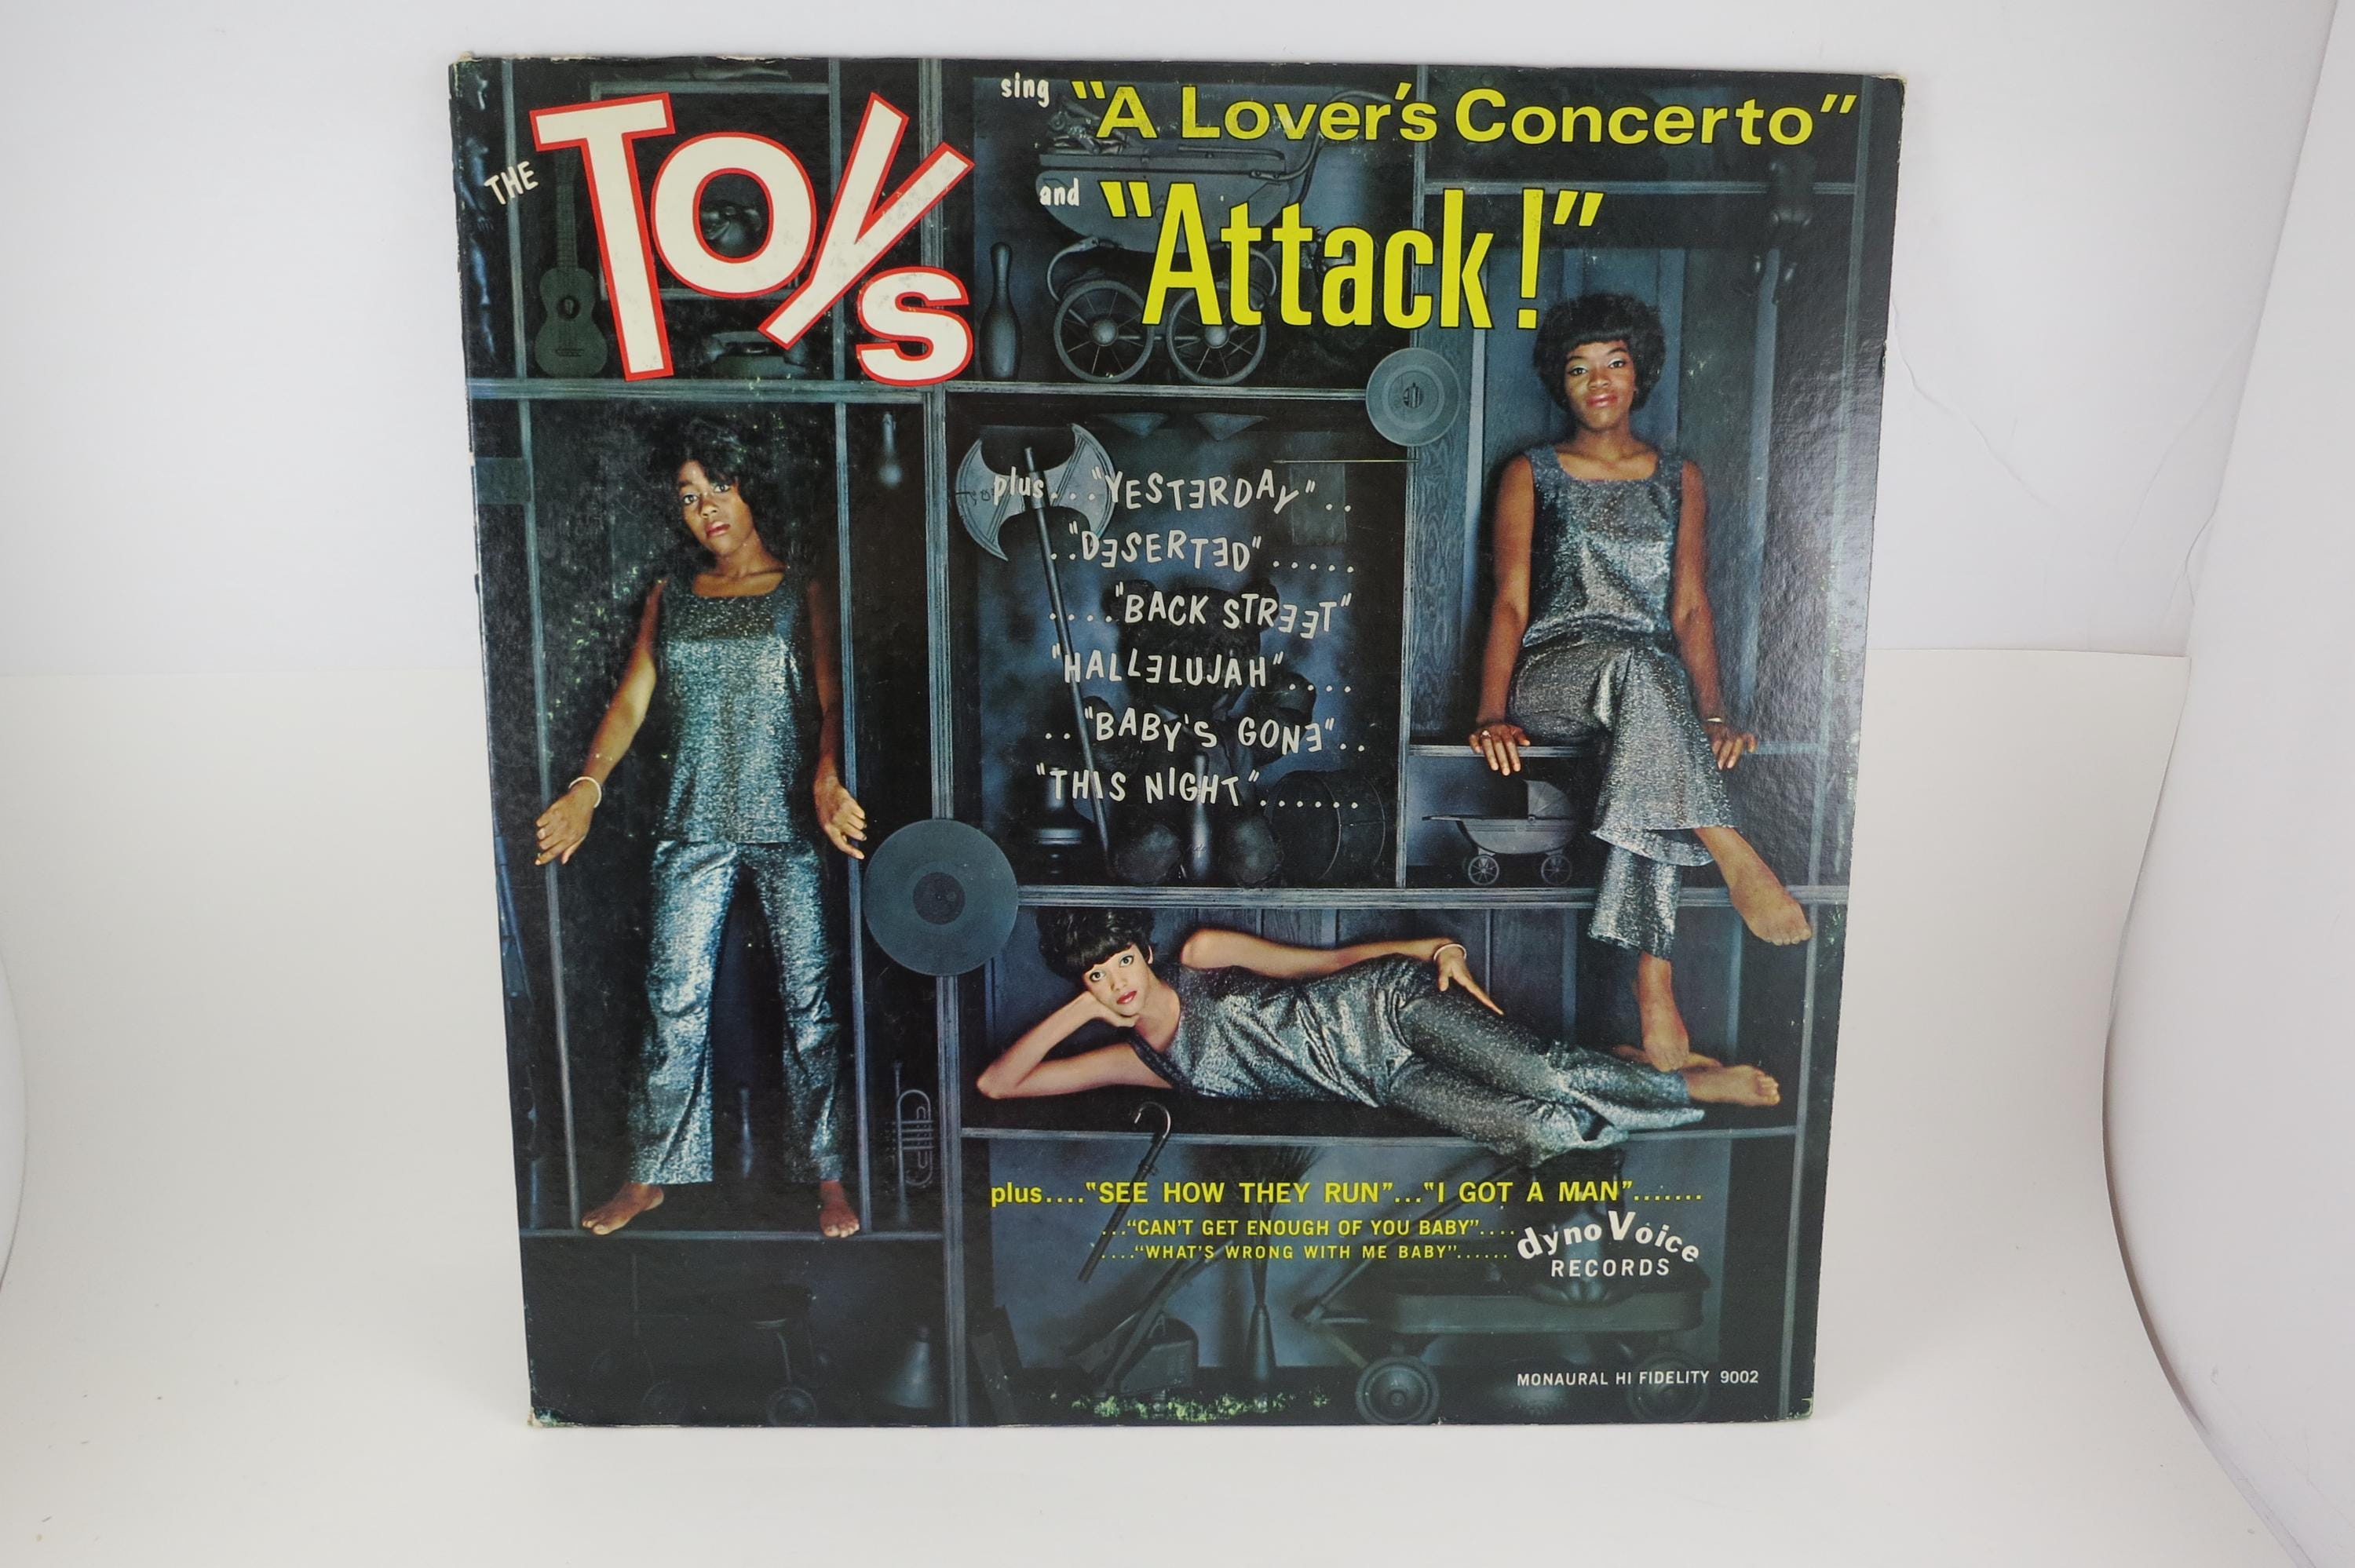 THE TOYS
sing "A Lover's Concerto"
and "Attack!"
plus..."YESTERDAY"..
.."DESERTED".....
...."BACK STREET"
"HALLELUJAH"....
.."BABY'S GONE"..
"THIS NIGHT"......
plus...."SEE HOW THEY RUN"..."I GOT A MAN".......
..."CAN'T GET ENOUGH OF YOU BABY"....
...."WHAT'S WRONG WITH ME BABY"......
dynoVoice
RECORDS
MONAURAL HI FIDELITY 9002